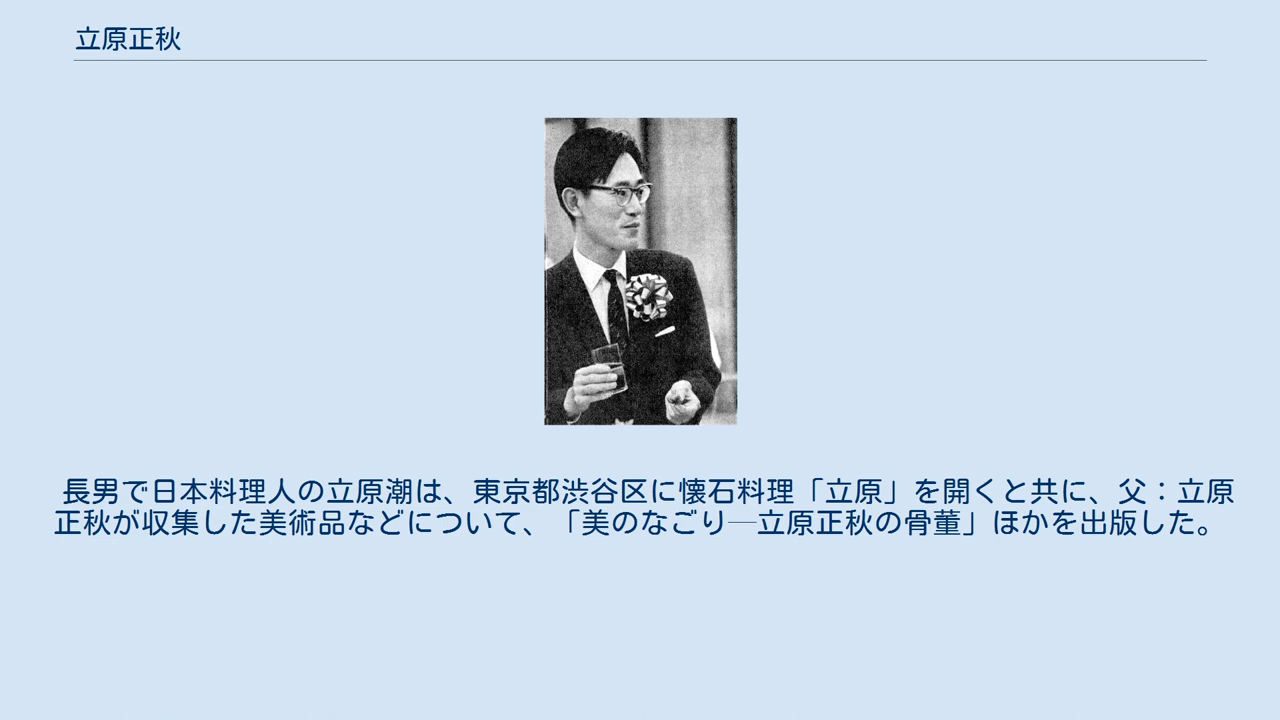 立原正秋
長男で日本料理人の立原潮は、東京都渋谷区に懐石料理「立原」を開くと共に、父：立原
正秋が収集した美術品などについて、「美のなごり─立原正秋の骨董」ほかを出版した。